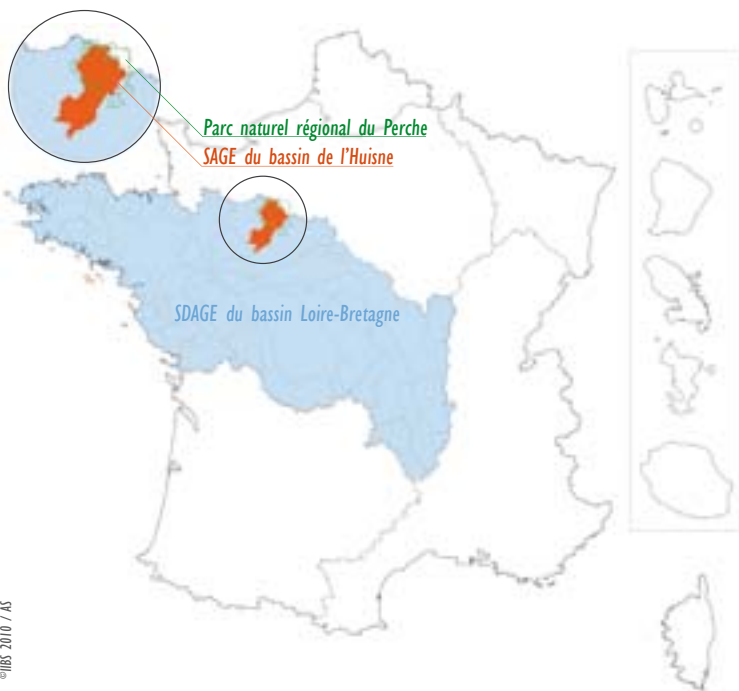 Parc naturel régional du Perche
SAGE du bassin de l'Huisne
SDAGE du bassin Loire-Bretagne
©IIBS 2010 / AS